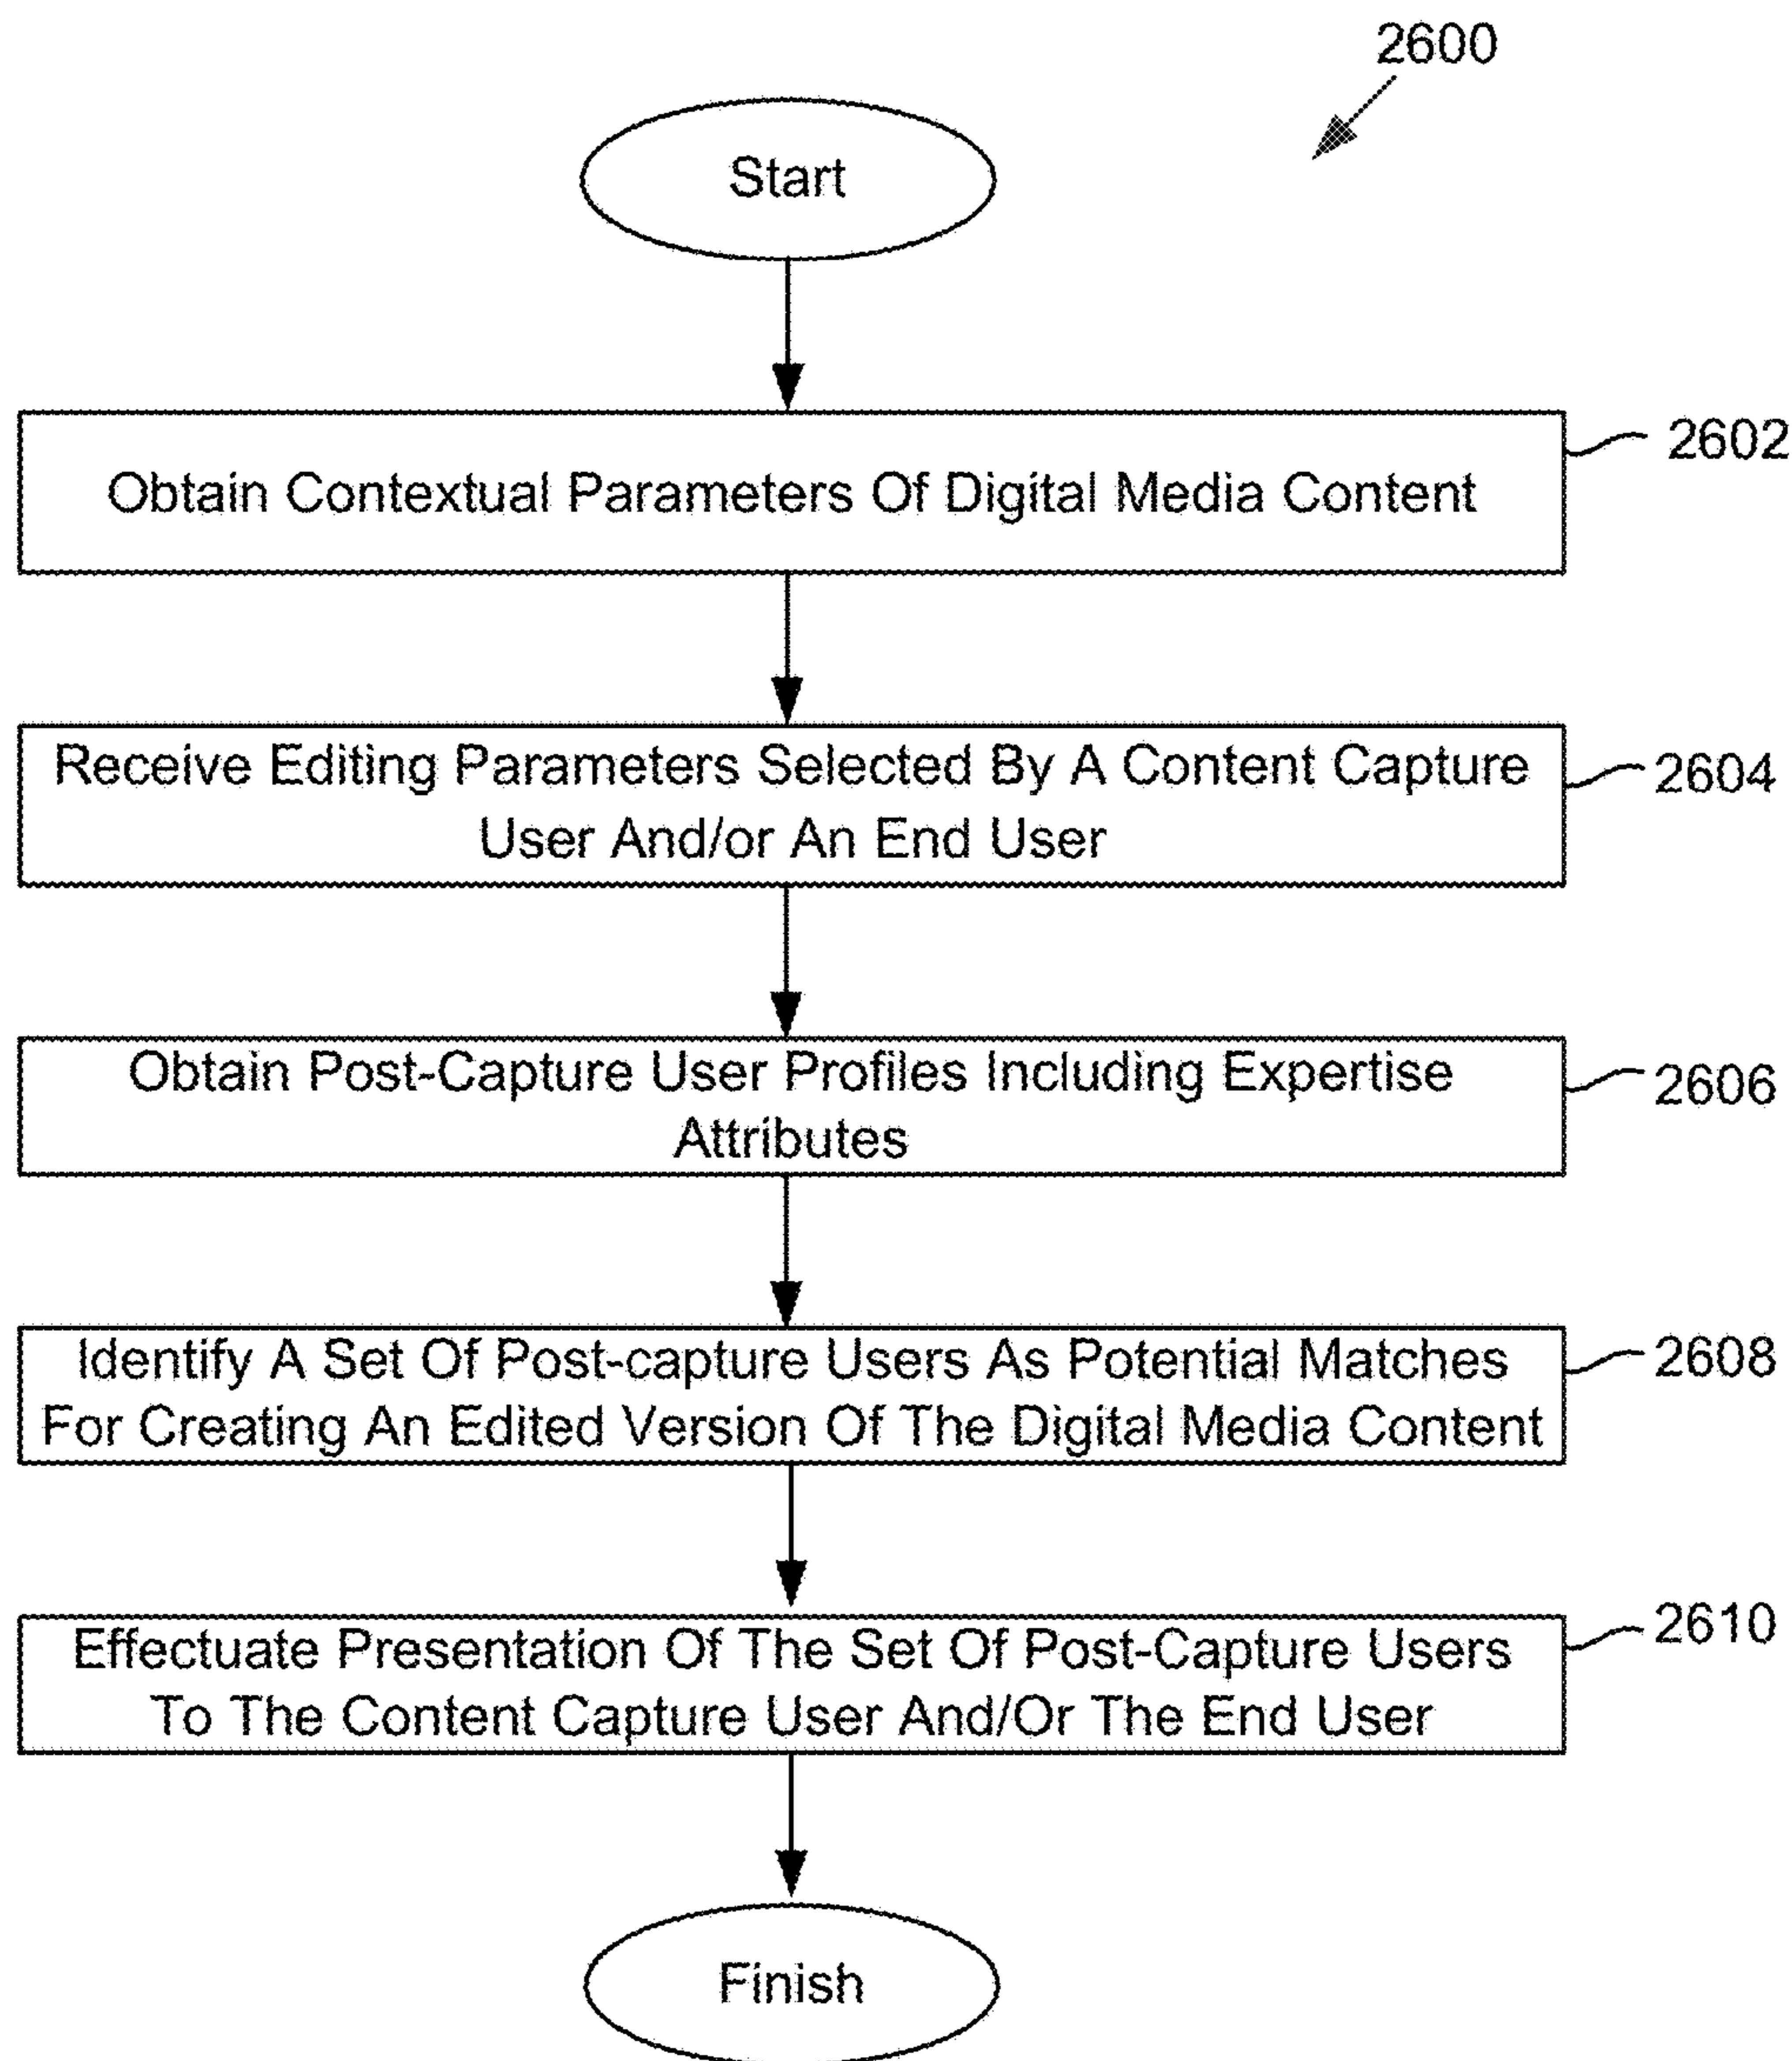 2600
Start
Obtain Contextual Parameters Of Digital Media Content
2602
Receive Editing Parameters Selected By A Content Capture
User And/or An End User
2604
Obtain Post-Capture User Profiles Including Expertise
Attributes
2606
Identify A Set Of Post-capture Users As Potential Matches
For Creating An Edited Version Of The Digital Media Content
2608
Effectuate Presentation Of The Set Of Post-Capture Users
To The Content Capture User And/Or The End User
2610
Finish